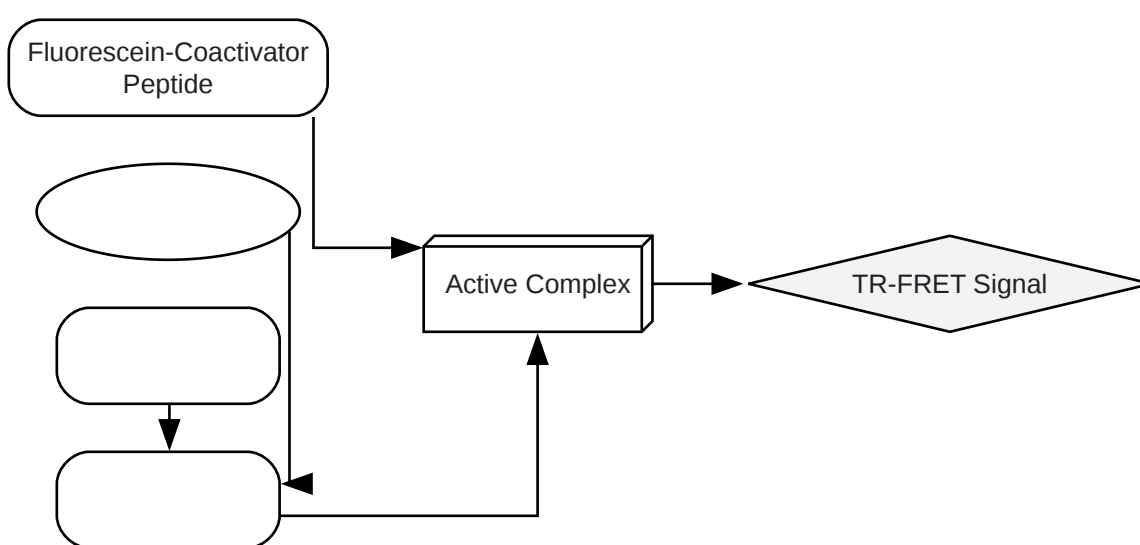 Fluorescein-Coactivator
Peptide
Active Complex
TR-FRET Signal